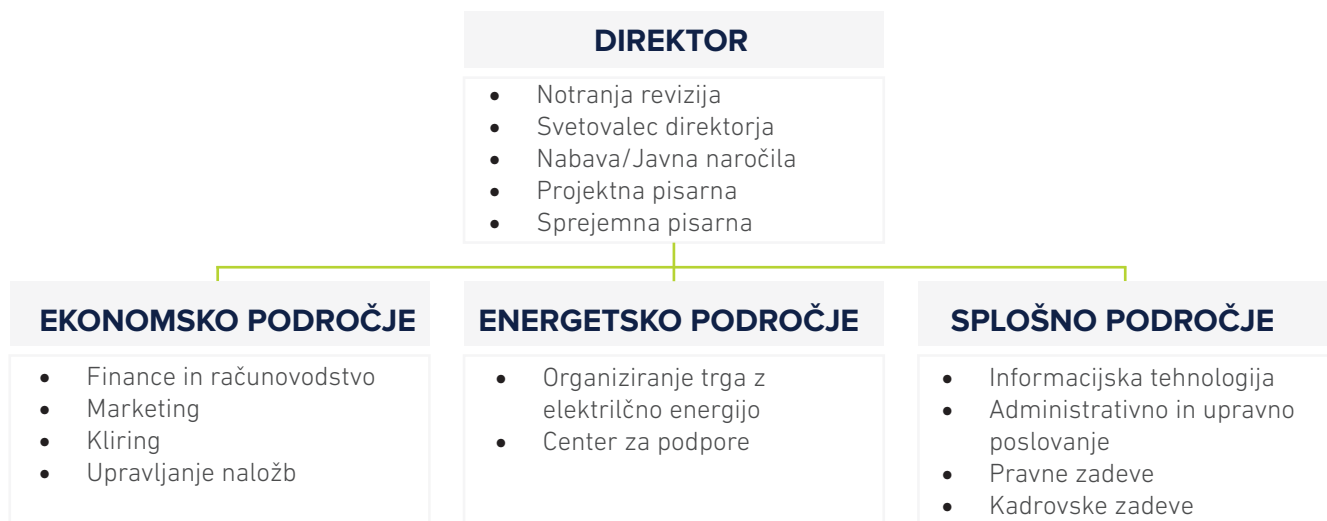 DIREKTOR
• Notranja revizija
• Svetovalec direktorja
• Nabava/Javna naročila
• Projektna pisarna
• Sprejemna pisarna
EKONOMSKO PODROČJE
• Finance in računovodstvo
• Marketing
• Kliring
• Upravljanje naložb
ENERGETSKO PODROČJE
• Organiziranje trga z
elektrilčno energijo
• Center za podpore
SPLOŠNO PODROČJE
• Informacijska tehnologija
• Administrativno in upravno
poslovanje
• Pravne zadeve
• Kadrovske zadeve